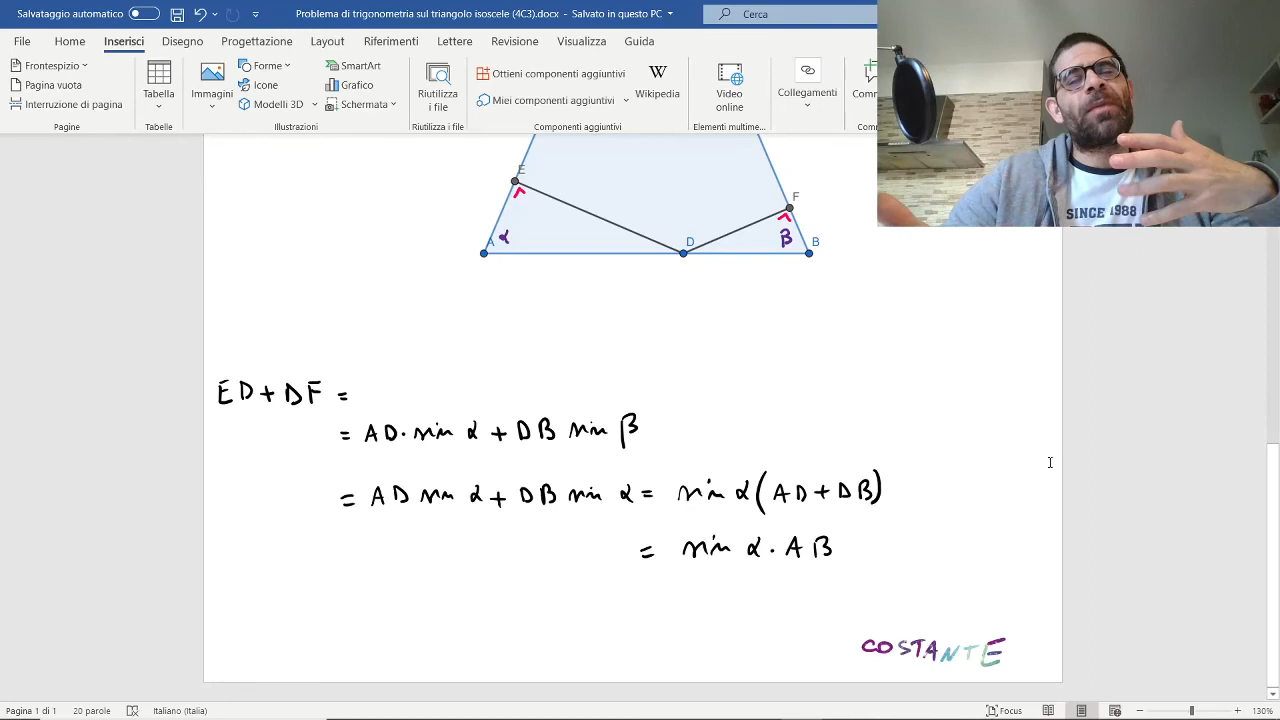 Salvataggio automatico
Problema di trigonometria sul triangolo isoscele (4C3).docx - Salvato in questo PC
Cerca
File Home Inserisci Disegno Progettazione Layout Riferimenti Lettere Revisione Visualizza Guida
Frontespizio
Pagina vuota
Interruzione di pagina
Pagine
Tabella
Tabelle
Immagini
Forme
Icone
Modelli 3D
SmartArt
Grafico
Schermata
Illustrazioni
Riutilizza
i file
Riutilizza i file
Ottieni componenti aggiuntivi
Miei componenti aggiuntivi
Componenti aggiuntivi
W
Wikipedia
Video
online
Elementi multime...
Collegamenti
SINCE 1988
E
F
A α
D
β B
ED + DF =
= AD · sin α + DB sin β
= AD sin α + DB sin α = sin α (AD + DB)
= sin α · AB
COSTANTE
Pagina 1 di 1 20 parole Italiano (Italia) Focus 130%